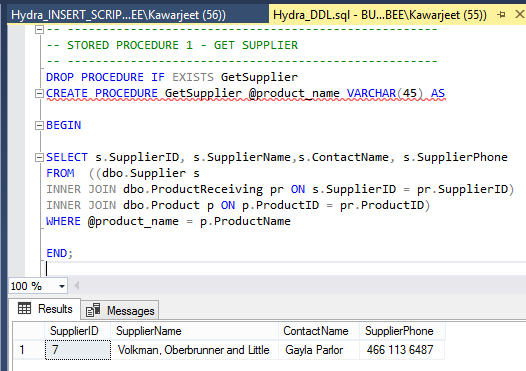 Hydra_INSERT_SCRIP...EE\Kawarjeet (56))
Hydra_DDL.sql - BU...BEE\Kawarjeet (55))
-- ---------------------------------------------------
-- STORED PROCEDURE 1 - GET SUPPLIER
-- ---------------------------------------------------
DROP PROCEDURE IF EXISTS GetSupplier
CREATE PROCEDURE GetSupplier @product_name VARCHAR(45) AS
BEGIN
SELECT s.SupplierID, s.SupplierName,s.ContactName, s.SupplierPhone
FROM ((dbo.Supplier s
INNER JOIN dbo.ProductReceiving pr ON s.SupplierID = pr.SupplierID)
INNER JOIN dbo.Product p ON p.ProductID = pr.ProductID)
WHERE @product_name = p.ProductName
END;
100 %
Results Messages
SupplierID SupplierName ContactName SupplierPhone
1 7 Volkman, Oberbrunner and Little Gayla Parlor 466 113 6487